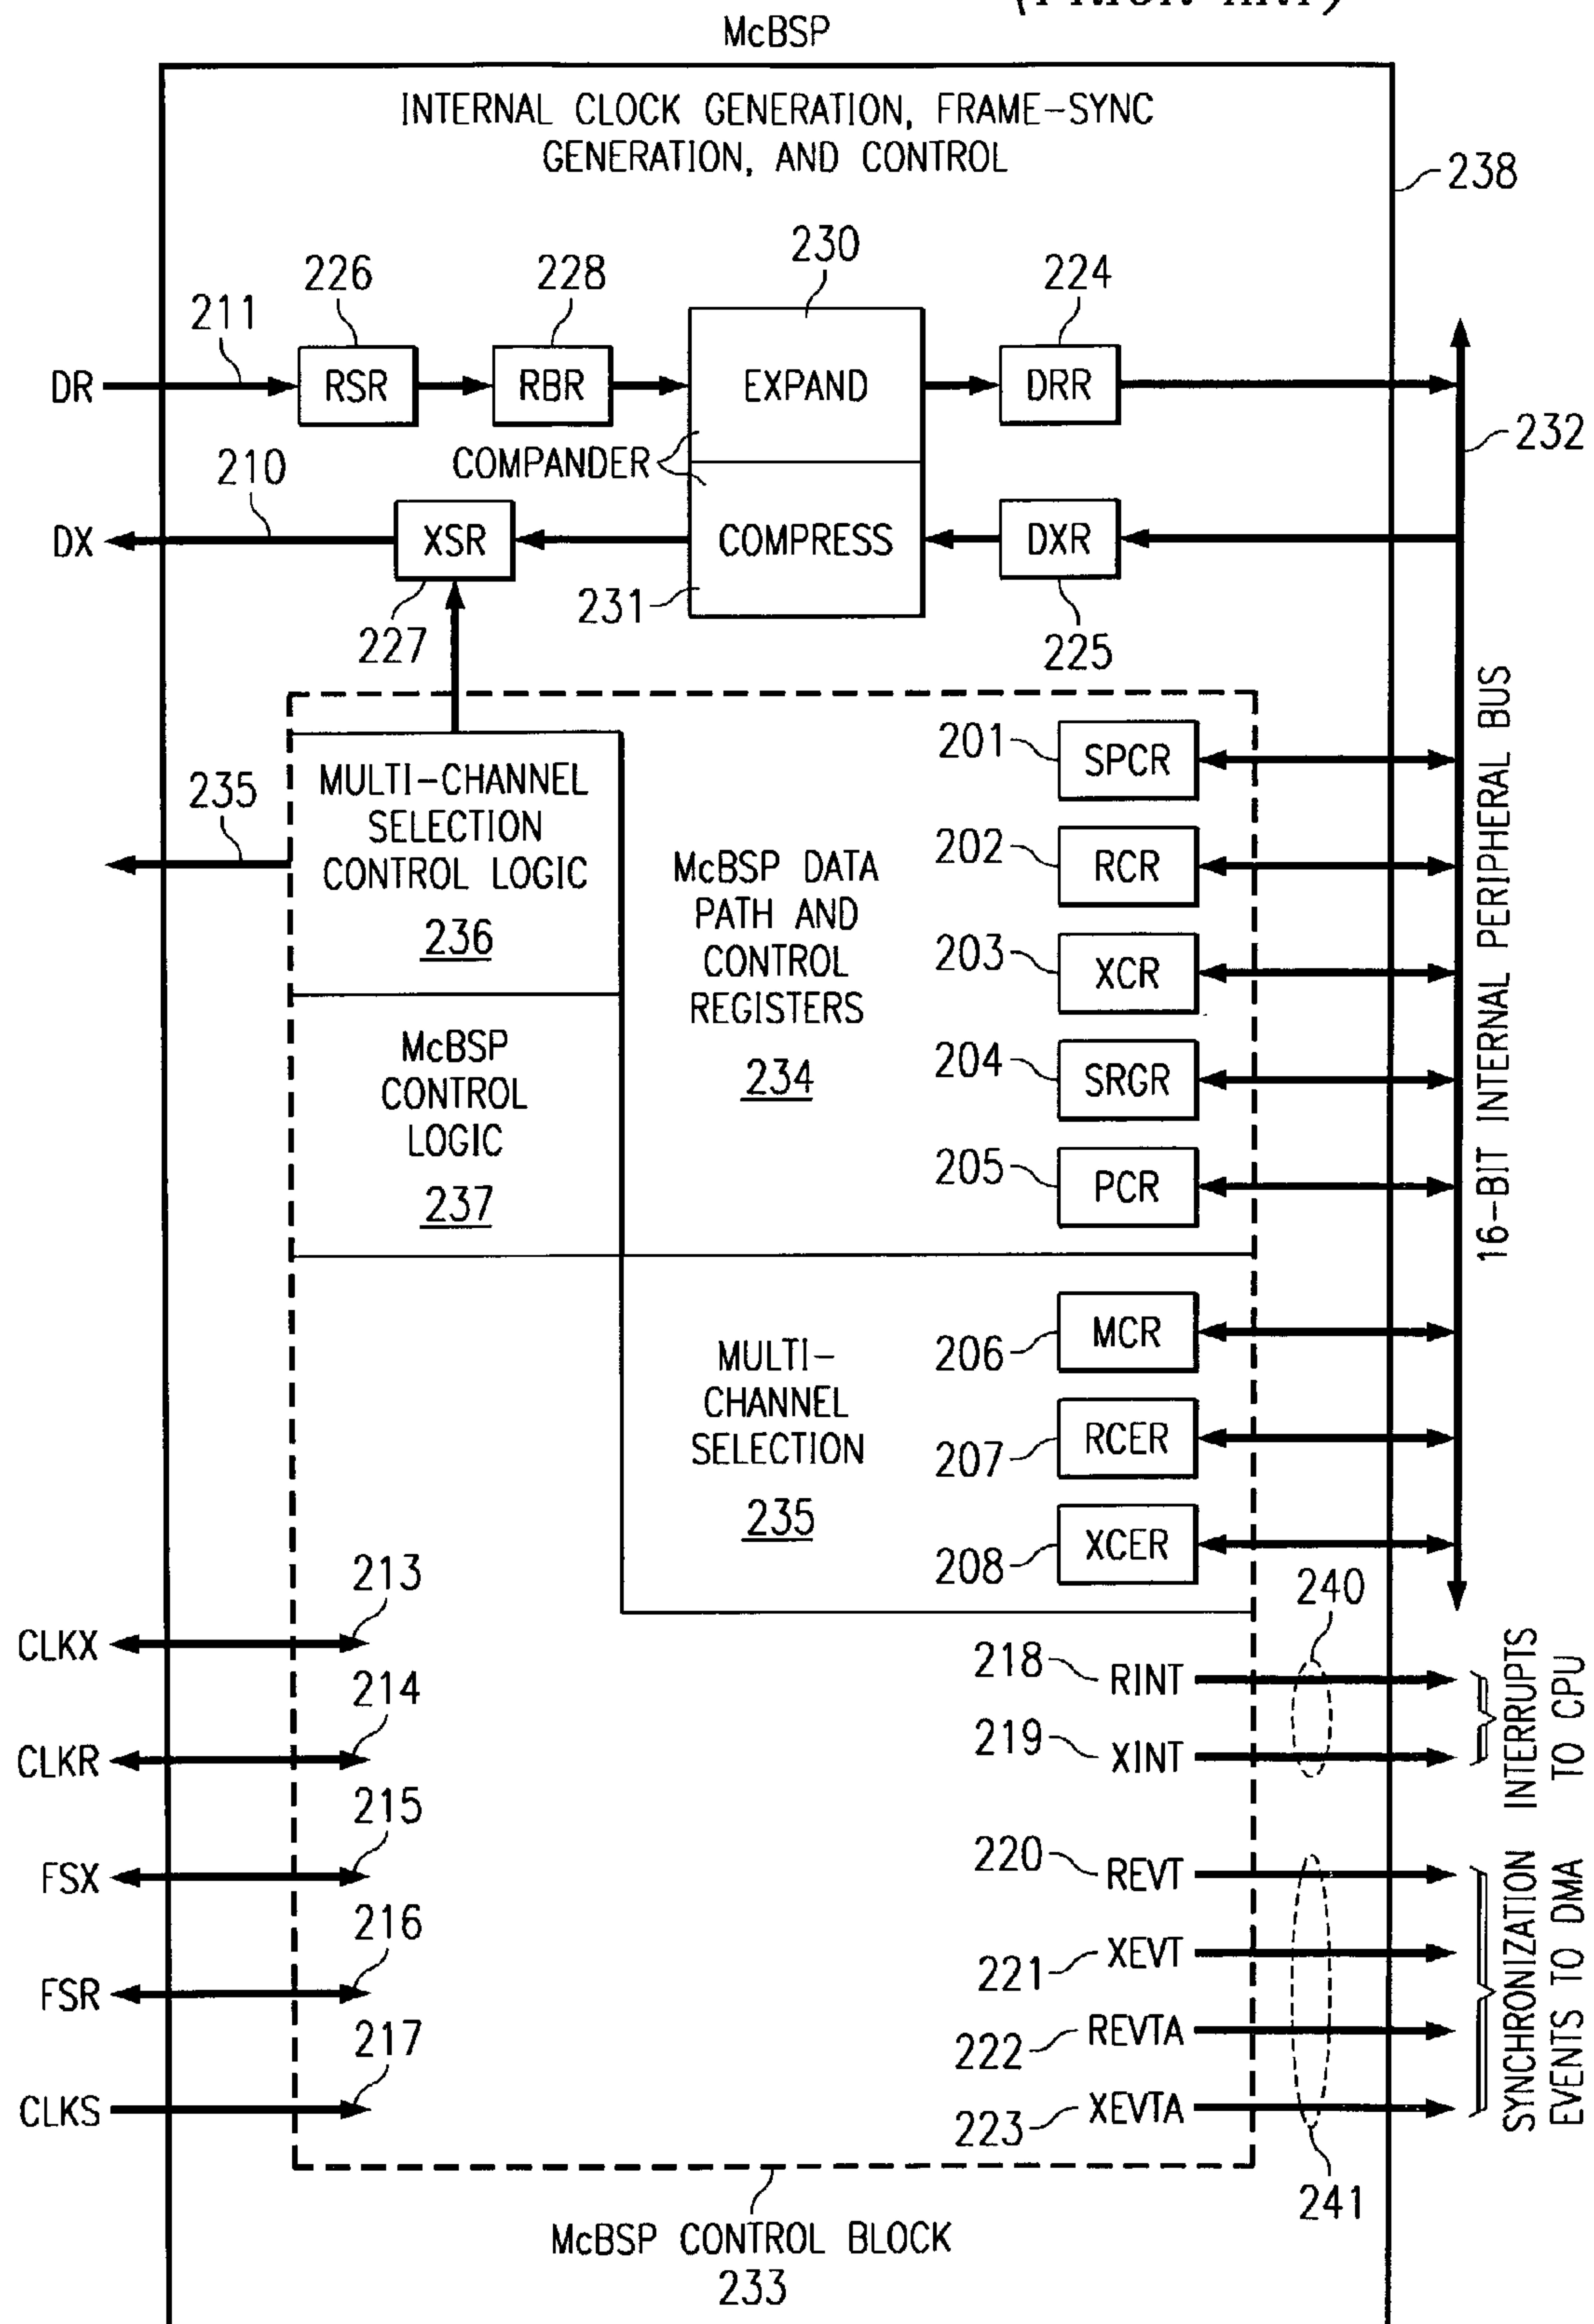 McBSP
INTERNAL CLOCK GENERATION, FRAME-SYNC
GENERATION, AND CONTROL
238
230
226
228
224
211
DR
RSR
RBR
EXPAND
DRR
232
COMPANDER
210
DX
XSR
COMPRESS
DXR
231
227
225
16-BIT INTERNAL PERIPHERAL BUS
201
SPCR
235
MULTI-CHANNEL
SELECTION
CONTROL LOGIC
236
McBSP DATA
PATH AND
CONTROL
REGISTERS
234
202
RCR
203
XCR
McBSP
CONTROL
LOGIC
237
204
SRGR
205
PCR
206
MCR
MULTI-
CHANNEL
SELECTION
235
207
RCER
208
XCER
240
213
CLKX
214
CLKR
215
FSX
216
FSR
217
CLKS
218
RINT
219
XINT
INTERRUPTS
TO CPU
220
REVT
221
XEVT
222
REVTA
223
XEVTA
SYNCHRONIZATION
EVENTS TO DMA
241
McBSP CONTROL BLOCK
233